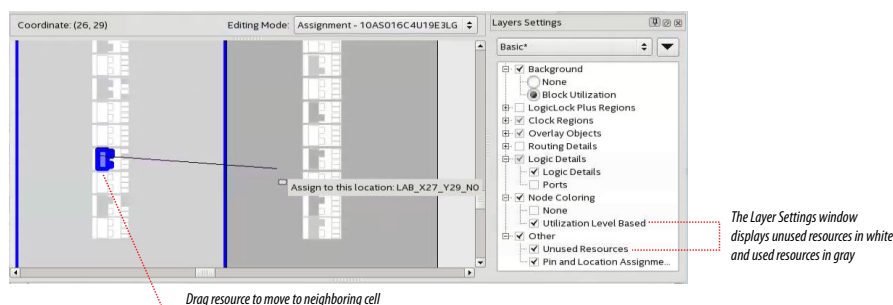 Coordinate: (26, 29)
Editing Mode: Assignment - 10AS016C4U19E3LG
Layers Settings
Basic*
Background
None
Block Utilization
LogicLock Plus Regions
Clock Regions
Overlay Objects
Routing Details
Logic Details
Logic Details
Ports
Node Coloring
None
Utilization Level Based
Other
Unused Resources
Pin and Location Assignme...
Assign to this location: LAB_X27_Y29_N0
The Layer Settings window
displays unused resources in white
and used resources in gray
Drag resource to move to neighboring cell